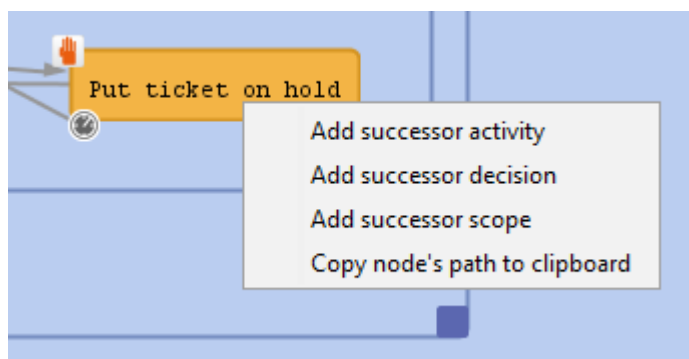 Put ticket on hold
Add successor activity
Add successor decision
Add successor scope
Copy node's path to clipboard